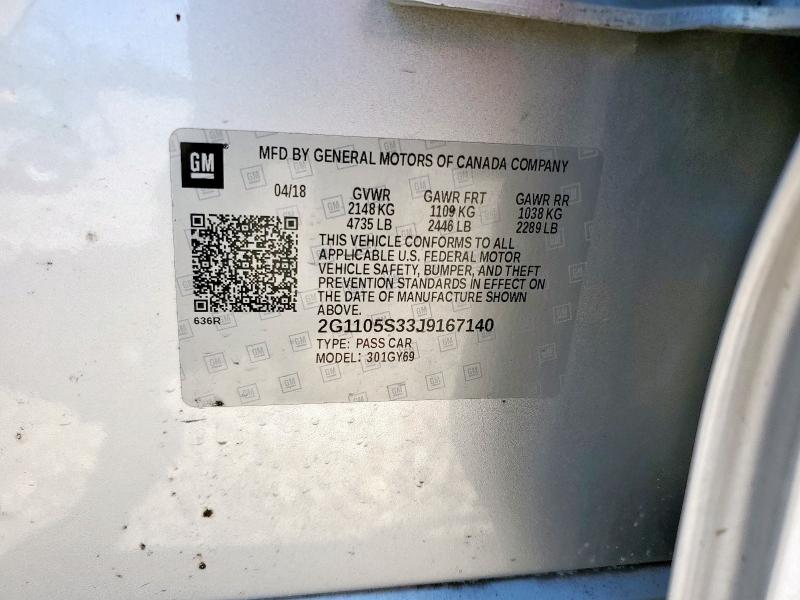 GM
MFD BY GENERAL MOTORS OF CANADA COMPANY
04/18 GVWR GAWR FRT GAWR RR
2148 KG 1109 KG 1038 KG
4735 LB 2446 LB 2289 LB
THIS VEHICLE CONFORMS TO ALL
APPLICABLE U.S. FEDERAL MOTOR
VEHICLE SAFETY, BUMPER, AND THEFT
PREVENTION STANDARDS IN EFFECT ON
THE DATE OF MANUFACTURE SHOWN
ABOVE.
636R
2G1105S33J9167140
TYPE: PASS CAR
MODEL: 301GY69